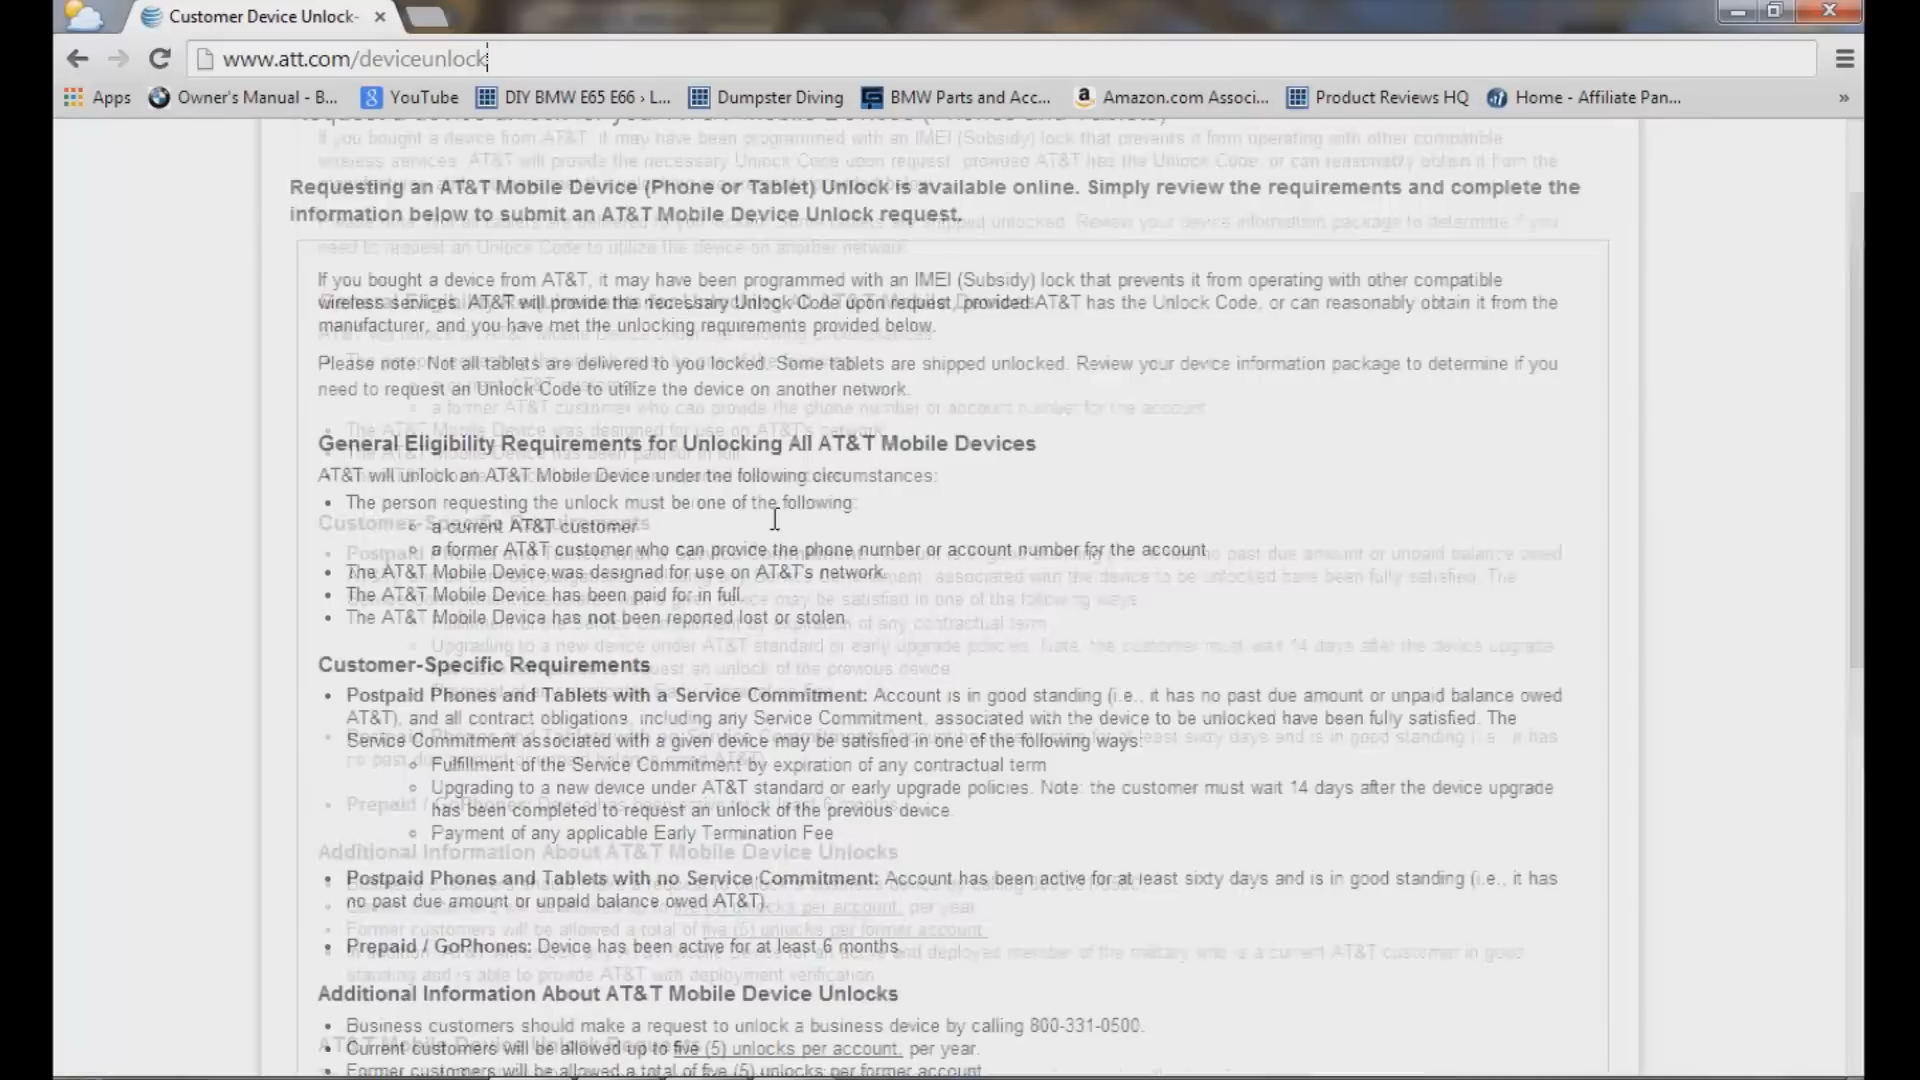 Customer Device Unlock-
www.att.com/deviceunlock
Apps Owner's Manual - B... YouTube DIY BMW E65 E66 › L... Dumpster Diving BMW Parts and Acc... Amazon.com Associ... Product Reviews HQ Home - Affiliate Pan... »
Requesting an AT&T Mobile Device (Phone or Tablet) Unlock is available online. Simply review the requirements and complete the
information below to submit an AT&T Mobile Device Unlock request.
If you bought a device from AT&T, it may have been programmed with an IMEI (Subsidy) lock that prevents it from operating with other compatible
wireless services. AT&T will provide the necessary Unlock Code upon request, provided AT&T has the Unlock Code, or can reasonably obtain it from the
manufacturer, and you have met the unlocking requirements provided below.
Please note: Not all tablets are delivered to you locked. Some tablets are shipped unlocked. Review your device information package to determine if you
need to request an Unlock Code to utilize the device on another network.
General Eligibility Requirements for Unlocking All AT&T Mobile Devices
AT&T will unlock an AT&T Mobile Device under the following circumstances:
• The person requesting the unlock must be one of the following:
◦ a current AT&T customer
◦ a former AT&T customer who can provide the phone number or account number for the account
• The AT&T Mobile Device was designed for use on AT&T's network.
• The AT&T Mobile Device has been paid for in full.
• The AT&T Mobile Device has not been reported lost or stolen
Customer-Specific Requirements
• Postpaid Phones and Tablets with a Service Commitment: Account is in good standing (i.e., it has no past due amount or unpaid balance owed
AT&T), and all contract obligations, including any Service Commitment, associated with the device to be unlocked have been fully satisfied. The
Service Commitment associated with a given device may be satisfied in one of the following ways:
◦ Fulfillment of the Service Commitment by expiration of any contractual term
◦ Upgrading to a new device under AT&T standard or early upgrade policies. Note: the customer must wait 14 days after the device upgrade
has been completed to request an unlock of the previous device
◦ Payment of any applicable Early Termination Fee
• Postpaid Phones and Tablets with no Service Commitment: Account has been active for at least sixty days and is in good standing (i.e., it has
no past due amount or unpaid balance owed AT&T).
• Prepaid / GoPhones: Device has been active for at least 6 months.
Additional Information About AT&T Mobile Device Unlocks
• Business customers should make a request to unlock a business device by calling 800-331-0500.
• Current customers will be allowed up to five (5) unlocks per account, per year.
• Former customers will be allowed a total of five (5) unlocks per former account.